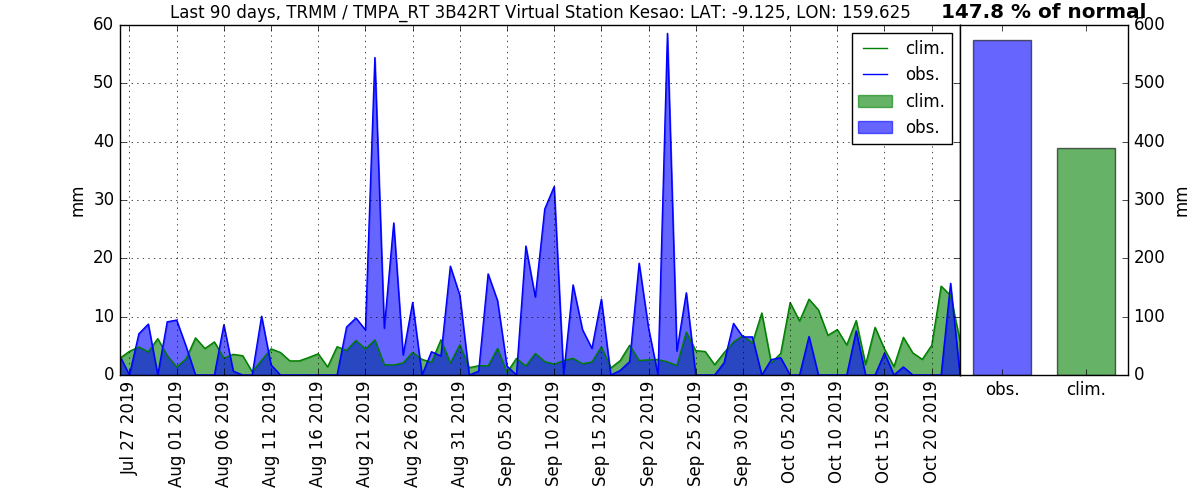 Last 90 days, TRMM / TMPA_RT 3B42RT Virtual Station Kesao: LAT: -9.125, LON: 159.625
147.8 % of normal
60
50
40
30
20
10
0
mm
clim.
obs.
clim.
obs.
600
500
400
300
200
100
0
mm
Jul 27 2019
Aug 01 2019
Aug 06 2019
Aug 11 2019
Aug 16 2019
Aug 21 2019
Aug 26 2019
Aug 31 2019
Sep 05 2019
Sep 10 2019
Sep 15 2019
Sep 20 2019
Sep 25 2019
Sep 30 2019
Oct 05 2019
Oct 10 2019
Oct 15 2019
Oct 20 2019
obs.
clim.